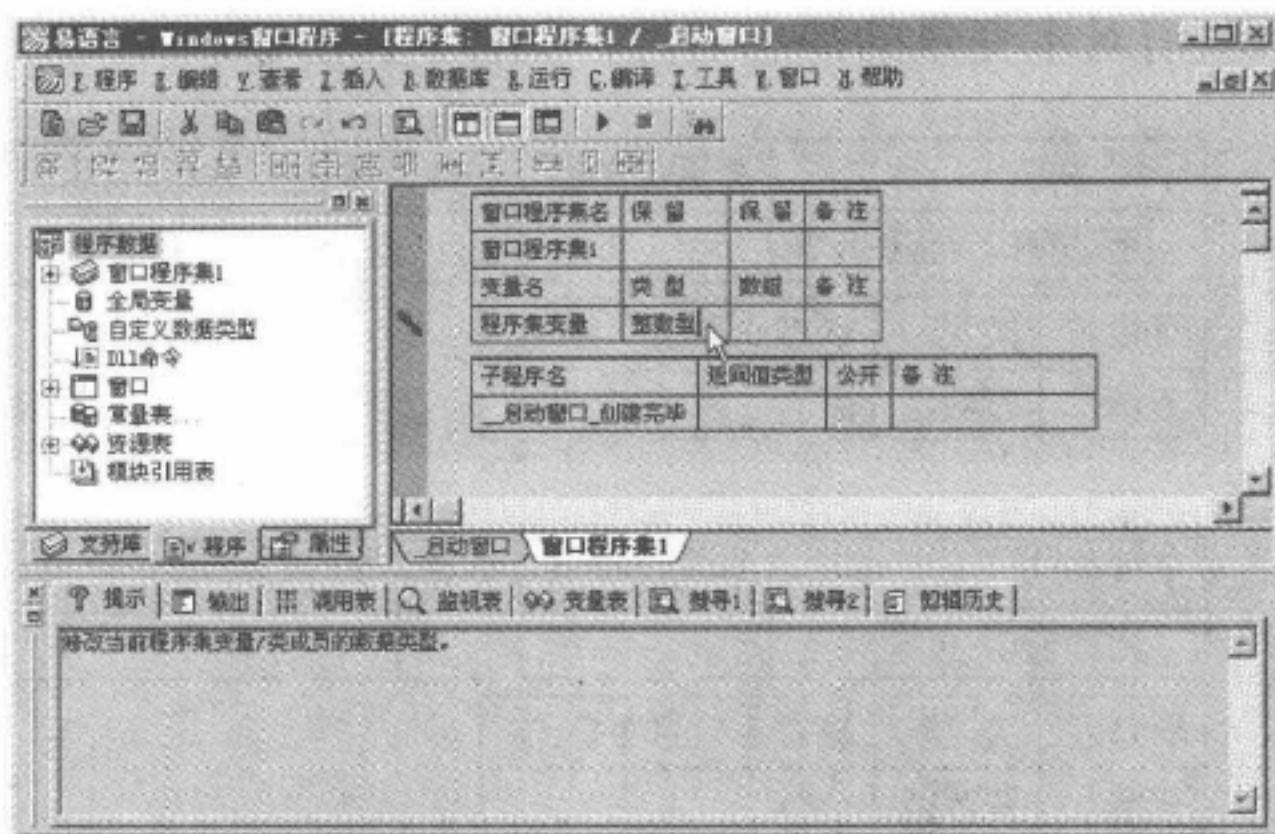 易语言 - Windows窗口程序 - [程序集: 窗口程序集1 / _启动窗口]
F.程序 E.编辑 V.查看 I.插入 B.数据库 R.运行 C.编译 T.工具 W.窗口 H.帮助
程序数据
窗口程序集1
全局变量
自定义数据类型
Dll命令
窗口
常量表...
资源表
模块引用表
支持库 程序 属性
窗口程序集名 保 留 保 留 备 注
窗口程序集1
变量名 类 型 数组 备 注
程序集变量 整数型
子程序名 返回值类型 公开 备 注
__启动窗口_创建完毕
_启动窗口 窗口程序集1
提示 输出 调用表 监视表 变量表 搜寻1 搜寻2 剪辑历史
修改当前程序集变量/类成员的数据类型。